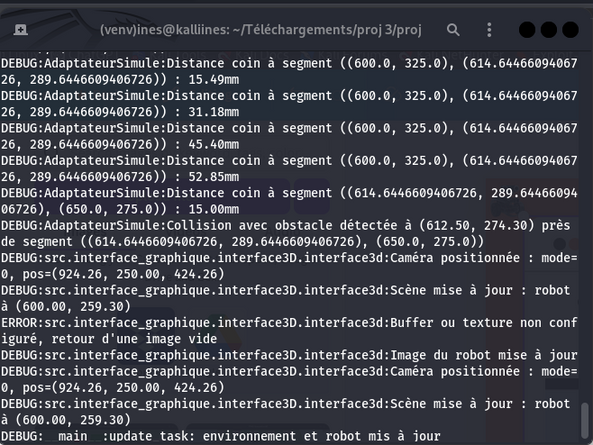 (venv)ines@kalliines: ~/Téléchargements/proj 3/proj
DEBUG:AdaptateurSimule:Distance coin à segment ((600.0, 325.0), (614.64466094067
26, 289.6446609406726)) : 15.49mm
DEBUG:AdaptateurSimule:Distance coin à segment ((600.0, 325.0), (614.64466094067
26, 289.6446609406726)) : 31.18mm
DEBUG:AdaptateurSimule:Distance coin à segment ((600.0, 325.0), (614.64466094067
26, 289.6446609406726)) : 45.40mm
DEBUG:AdaptateurSimule:Distance coin à segment ((600.0, 325.0), (614.64466094067
26, 289.6446609406726)) : 52.85mm
DEBUG:AdaptateurSimule:Distance coin à segment ((614.6446609406726, 289.64466094
06726), (650.0, 275.0)) : 15.00mm
DEBUG:AdaptateurSimule:Collision avec obstacle détectée à (612.50, 274.30) près
de segment ((614.6446609406726, 289.6446609406726), (650.0, 275.0))
DEBUG:src.interface_graphique.interface3D.interface3d:Caméra positionnée : mode=
0, pos=(924.26, 250.00, 424.26)
DEBUG:src.interface_graphique.interface3D.interface3d:Scène mise à jour : robot
à (600.00, 259.30)
ERROR:src.interface_graphique.interface3D.interface3d:Buffer ou texture non conf
iguré, retour d'une image vide
DEBUG:src.interface_graphique.interface3D.interface3d:Image du robot mise à jour
DEBUG:src.interface_graphique.interface3D.interface3d:Caméra positionnée : mode=
0, pos=(924.26, 250.00, 424.26)
DEBUG:src.interface_graphique.interface3D.interface3d:Scène mise à jour : robot
à (600.00, 259.30)
DEBUG:__main__:update_task: environnement et robot mis à jour